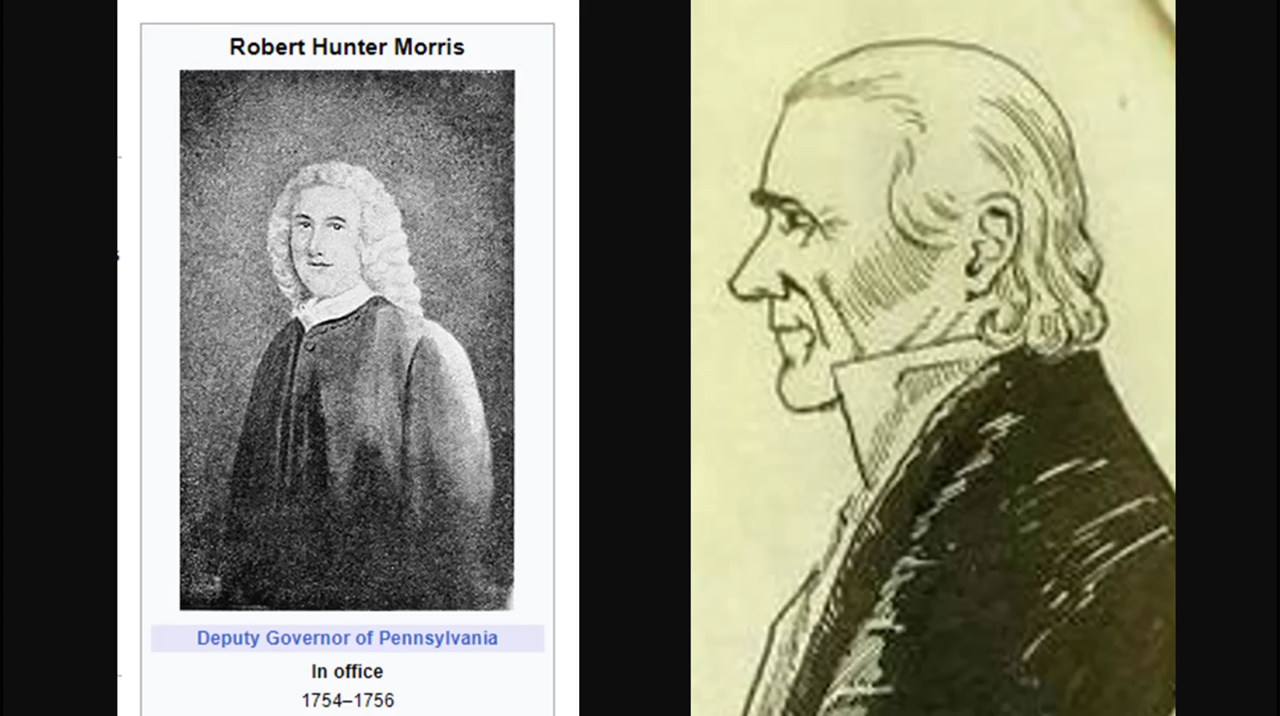 Robert Hunter Morris
Deputy Governor of Pennsylvania
In office
1754–1756